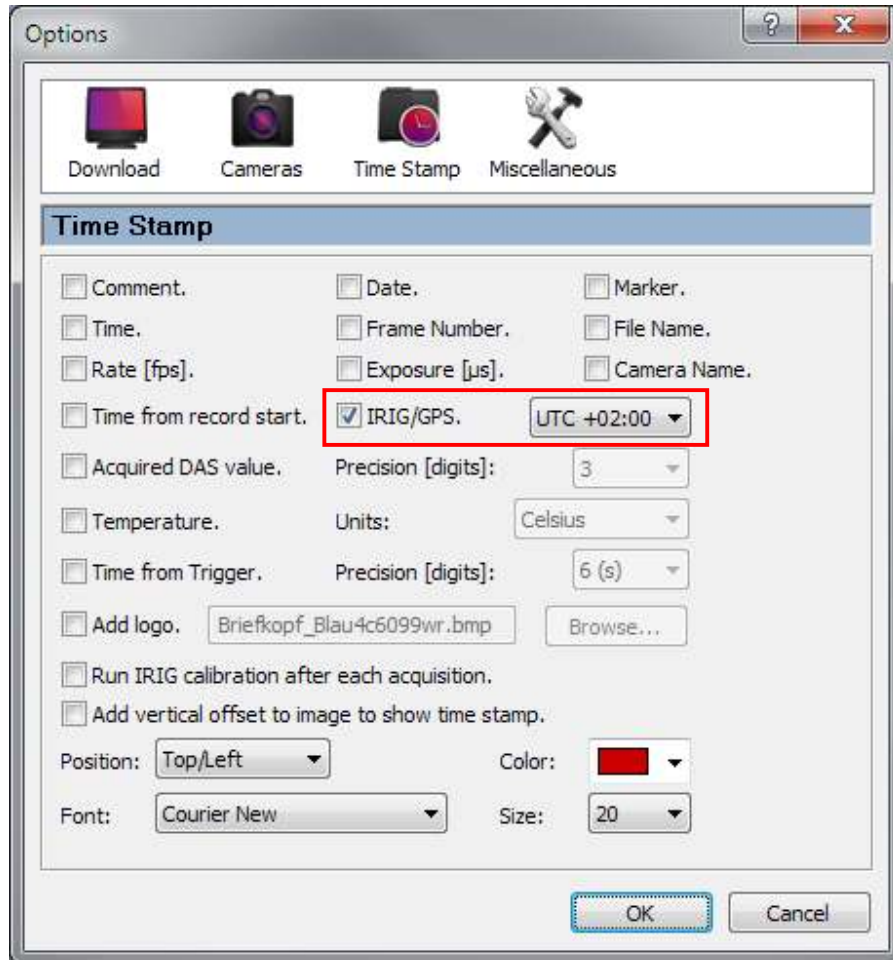 Options
Download Cameras Time Stamp Miscellaneous
Time Stamp
Comment. Date. Marker.
Time. Frame Number. File Name.
Rate [fps]. Exposure [µs]. Camera Name.
Time from record start. IRIG/GPS. UTC +02:00
Acquired DAS value. Precision [digits]: 3
Temperature. Units: Celsius
Time from Trigger. Precision [digits]: 6 (s)
Add logo. Briefkopf_Blau4c6099wr.bmp Browse...
Run IRIG calibration after each acquisition.
Add vertical offset to image to show time stamp.
Position: Top/Left Color:
Font: Courier New Size: 20
OK Cancel